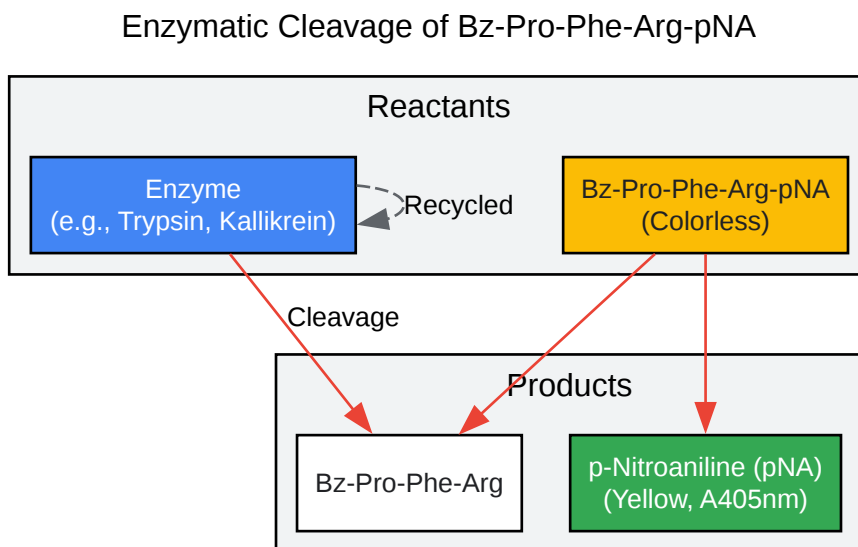 Enzymatic Cleavage of Bz-Pro-Phe-Arg-pNA
Reactants
Enzyme
(e.g., Trypsin, Kallikrein)
Recycled
Bz-Pro-Phe-Arg-pNA
(Colorless)
Cleavage
Products
Bz-Pro-Phe-Arg
p-Nitroaniline (pNA)
(Yellow, A405nm)